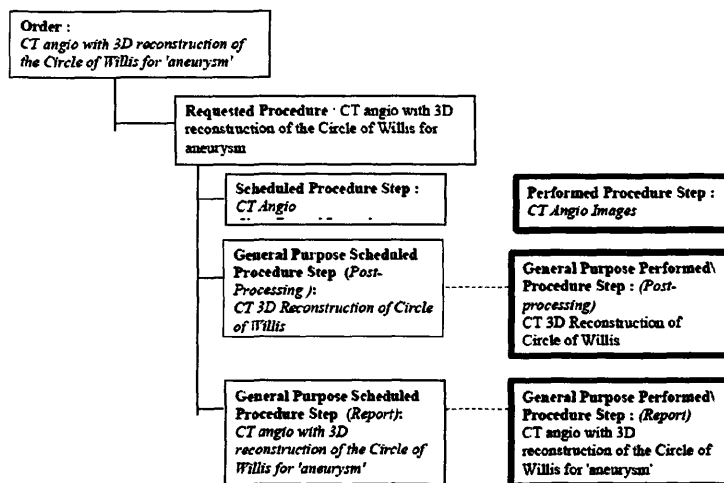 Order :
CT angio with 3D reconstruction of
the Circle of Willis for 'aneurysm'
Requested Procedure : CT angio with 3D
reconstruction of the Circle of Willis for
aneurysm
Scheduled Procedure Step :
CT Angio
Performed Procedure Step :
CT Angio Images
General Purpose Scheduled
Procedure Step (Post-
Processing ):
CT 3D Reconstruction of Circle
of Willis
General Purpose Performed\
Procedure Step : (Post-
processing)
CT 3D Reconstruction of
Circle of Willis
General Purpose Scheduled
Procedure Step (Report):
CT angio with 3D
reconstruction of the Circle of
Willis for 'aneurysm'
General Purpose Performed\
Procedure Step : (Report)
CT angio with 3D
reconstruction of the Circle of
Willis for 'aneurysm'